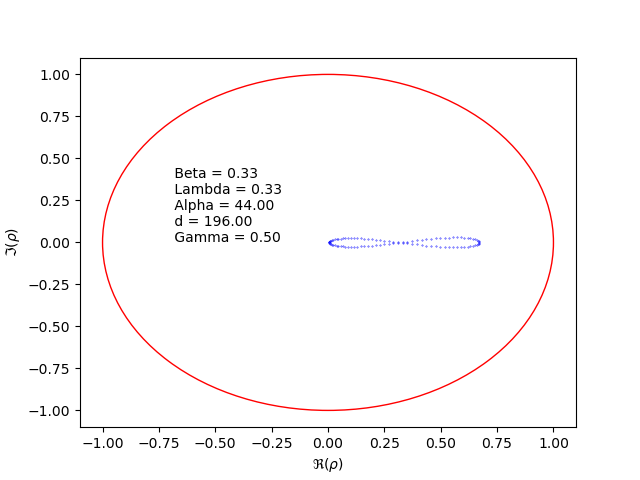 1.00
0.75
0.50
0.25
0.00
−0.25
−0.50
−0.75
−1.00
ℑ(ρ)
Beta = 0.33
Lambda = 0.33
Alpha = 44.00
d = 196.00
Gamma = 0.50
−1.00 −0.75 −0.50 −0.25 0.00 0.25 0.50 0.75 1.00
ℜ(ρ)